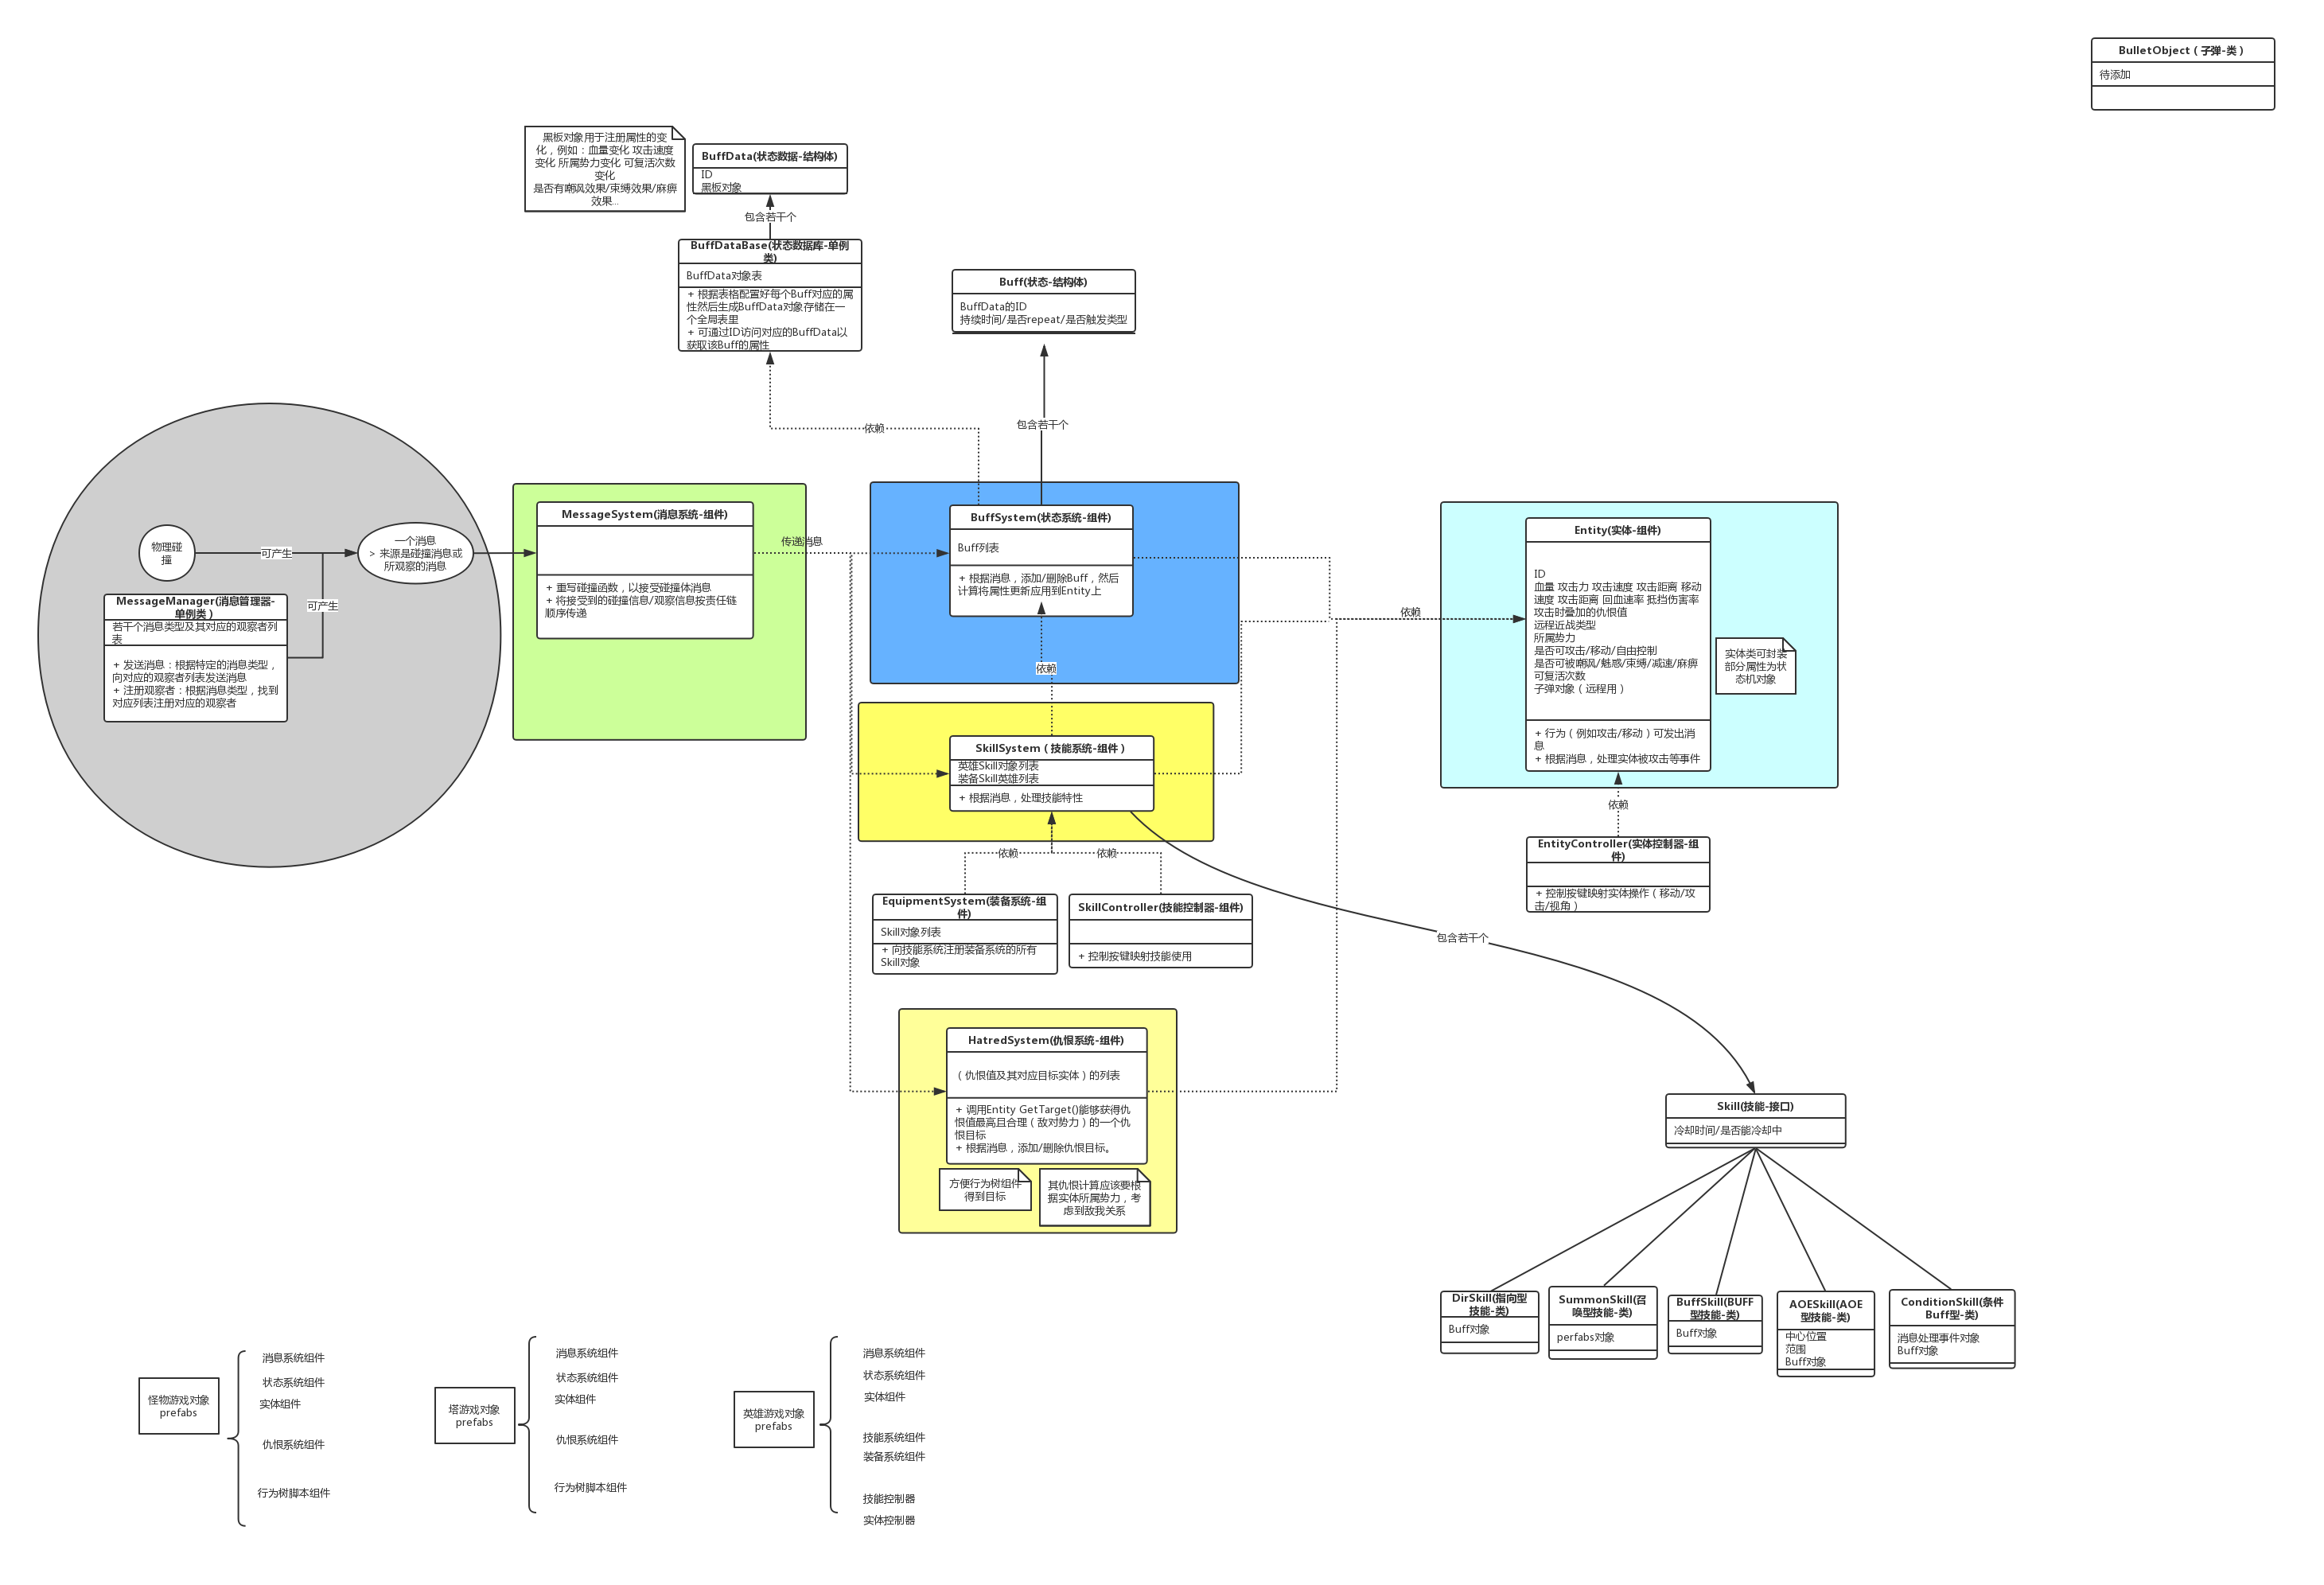 BulletObject ( 子弹-类 )
待添加
黑板对象用于注册属性的变
化，例如：血量变化 攻击速度
变化 所属势力变化 可复活次数
变化
是否有嘲风效果/束缚效果/麻痹
效果...
BuffData(状态数据-结构体)
ID
黑板对象
包含若干个
BuffDataBase(状态数据库-单例
类)
BuffData对象表
+ 根据表格配置好每个Buff对应的属
性然后生成BuffData对象存储在一
个全局表里
+ 可通过ID访问对应的BuffData以
获取该Buff的属性
Buff(状态-结构体)
BuffData的ID
持续时间/是否repeat/是否触发类型
依赖
包含若干个
物理碰
撞
可产生
一个消息
> 来源是碰撞消息或
所观察的消息
可产生
MessageManager(消息管理器-
单例类 )
若干个消息类型及其对应的观察者列
表
+ 发送消息：根据特定的消息类型，
向对应的观察者列表发送消息
+ 注册观察者：根据消息类型，找到
对应列表注册对应的观察者
MessageSystem(消息系统-组件)
+ 重写碰撞函数，以接受碰撞体消息
+ 将接受到的碰撞信息/观察信息按责任链
顺序传递
传递消息
BuffSystem(状态系统-组件)
Buff列表
+ 根据消息，添加/删除Buff，然后
计算将属性更新应用到Entity上
依赖
依赖
Entity(实体-组件)
ID
血量 攻击力 攻击速度 攻击距离 移动
速度 攻击距离 回血速率 抵挡伤害率
攻击时叠加的仇恨值
远程近战类型
所属势力
是否可攻击/移动/自由控制
是否可被嘲风/魅惑/束缚/减速/麻痹
可复活次数
子弹对象（远程用）
+ 行为（例如攻击/移动）可发出消
息
+ 根据消息，处理实体被攻击等事件
实体类可封装
部分属性为状
态机对象
依赖
EntityController(实体控制器-组
件)
+ 控制按键映射实体操作（移动/攻
击/视角）
SkillSystem ( 技能系统-组件 )
英雄Skill对象列表
装备Skill英雄列表
+ 根据消息，处理技能特性
依赖
依赖
EquipmentSystem(装备系统-组
件)
Skill对象列表
+ 向技能系统注册装备系统的所有
Skill对象
SkillController(技能控制器-组件)
+ 控制按键映射技能使用
包含若干个
HatredSystem(仇恨系统-组件)
（仇恨值及其对应目标实体）的列表
+ 调用Entity GetTarget()能够获得仇
恨值最高且合理（敌对势力）的一个仇
恨目标
+ 根据消息，添加/删除仇恨目标。
方便行为树组件
得到目标
其仇恨计算应该要根
据实体所属势力，考
虑到敌我关系
Skill(技能-接口)
冷却时间/是否能冷却中
DirSkill(指向型
技能-类)
Buff对象
SummonSkill(召
唤型技能-类)
perfabs对象
BuffSkill(BUFF
型技能-类)
Buff对象
AOESkill(AOE
型技能-类)
中心位置
范围
Buff对象
ConditionSkill(条件
Buff型-类)
消息处理事件对象
Buff对象
怪物游戏对象
prefabs
消息系统组件
状态系统组件
实体组件
仇恨系统组件
行为树脚本组件
塔游戏对象
prefabs
消息系统组件
状态系统组件
实体组件
仇恨系统组件
行为树脚本组件
英雄游戏对象
prefabs
消息系统组件
状态系统组件
实体组件
技能系统组件
装备系统组件
技能控制器
实体控制器